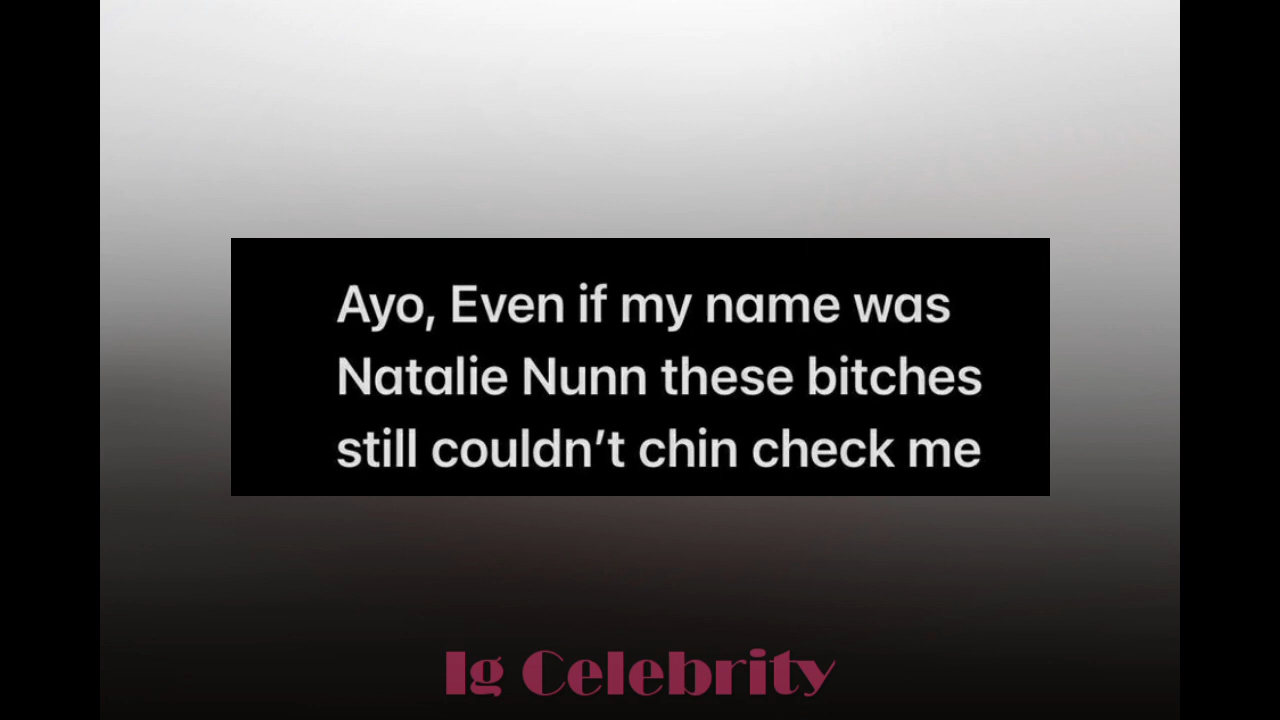 Ayo, Even if my name was
Natalie Nunn these bitches
still couldn’t chin check me
Ig Celebrity